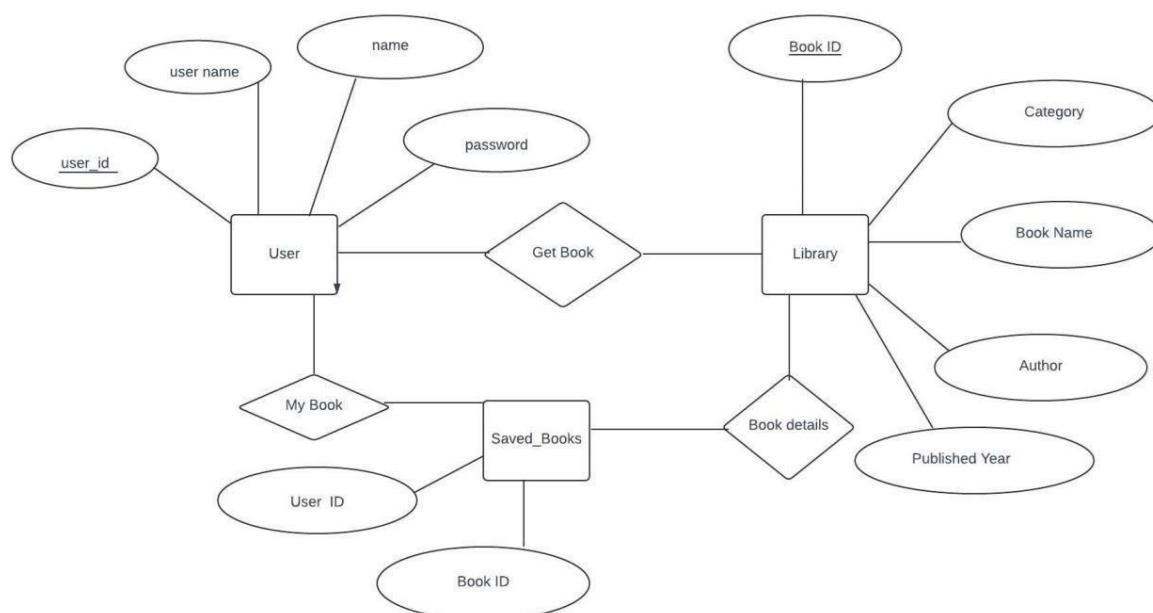 name
Book ID
user name
Category
password
user_id
Book Name
User
Get Book
Library
Author
My Book
Book details
Saved_Books
Published Year
User ID
Book ID